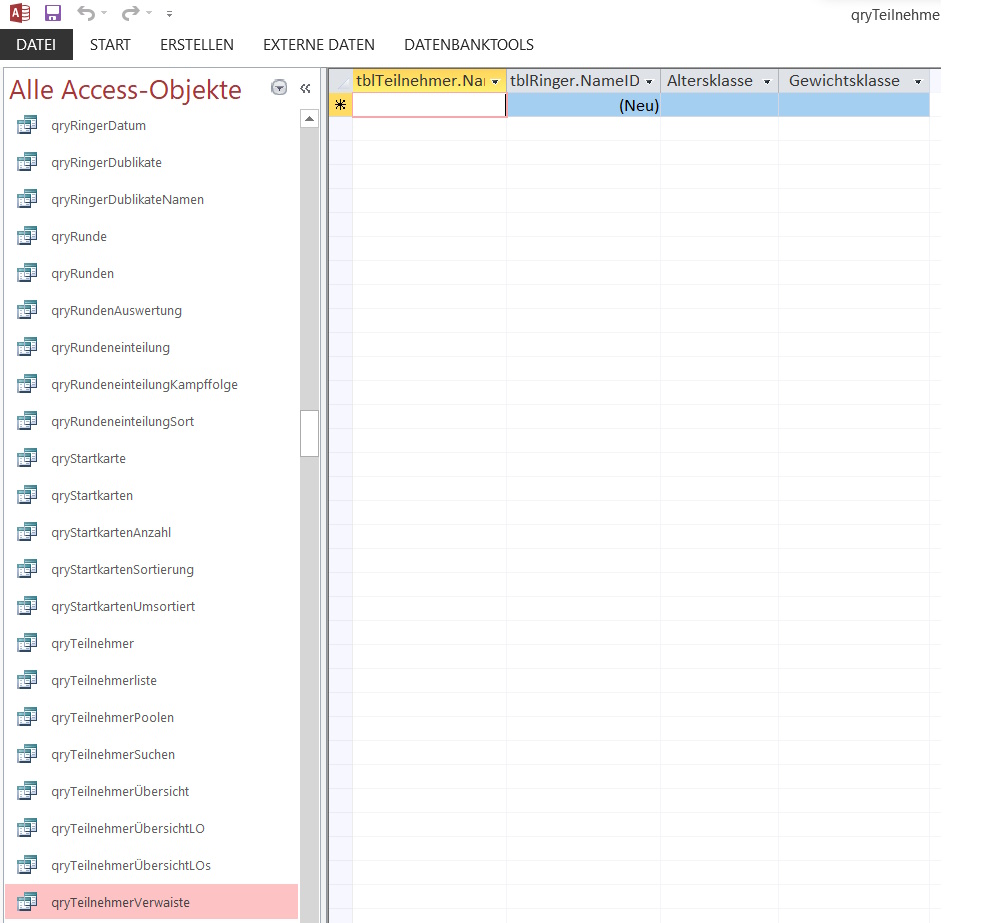 qryTeilnehme
DATEI START ERSTELLEN EXTERNE DATEN DATENBANKTOOLS
Alle Access-Objekte
qryRingerDatum
qryRingerDublikate
qryRingerDublikateNamen
qryRunde
qryRunden
qryRundenAuswertung
qryRundeneinteilung
qryRundeneinteilungKampffolge
qryRundeneinteilungSort
qryStartkarte
qryStartkarten
qryStartkartenAnzahl
qryStartkartenSortierung
qryStartkartenUmsortiert
qryTeilnehmer
qryTeilnehmerliste
qryTeilnehmerPoolen
qryTeilnehmerSuchen
qryTeilnehmerÜbersicht
qryTeilnehmerÜbersichtLO
qryTeilnehmerÜbersichtLOs
qryTeilnehmerVerwaiste
tblTeilnehmer.Na tblRinger.NameID Altersklasse Gewichtsklasse
(Neu)